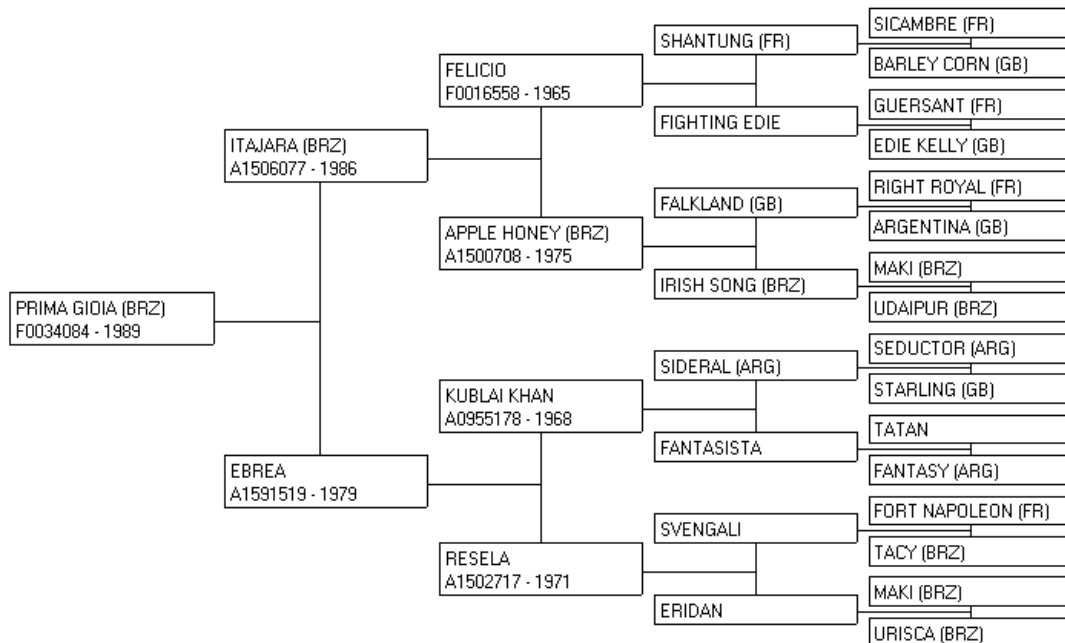 PRIMA GIOIA (BRZ)
F0034084 - 1989
ITAJARA (BRZ)
A1506077 - 1986
EBREA
A1591519 - 1979
FELICIO
F0016558 - 1965
APPLE HONEY (BRZ)
A1500708 - 1975
KUBLAI KHAN
A0955178 - 1968
RESELA
A1502717 - 1971
SHANTUNG (FR)
FIGHTING EDIE
FALKLAND (GB)
IRISH SONG (BRZ)
SIDERAL (ARG)
FANTASISTA
SVENGALI
ERIDAN
SICAMBRE (FR)
BARLEY CORN (GB)
GUERSANT (FR)
EDIE KELLY (GB)
RIGHT ROYAL (FR)
ARGENTINA (GB)
MAKI (BRZ)
UDAIPUR (BRZ)
SEDUCTOR (ARG)
STARLING (GB)
TATAN
FANTASY (ARG)
FORT NAPOLEON (FR)
TACY (BRZ)
MAKI (BRZ)
URISCA (BRZ)